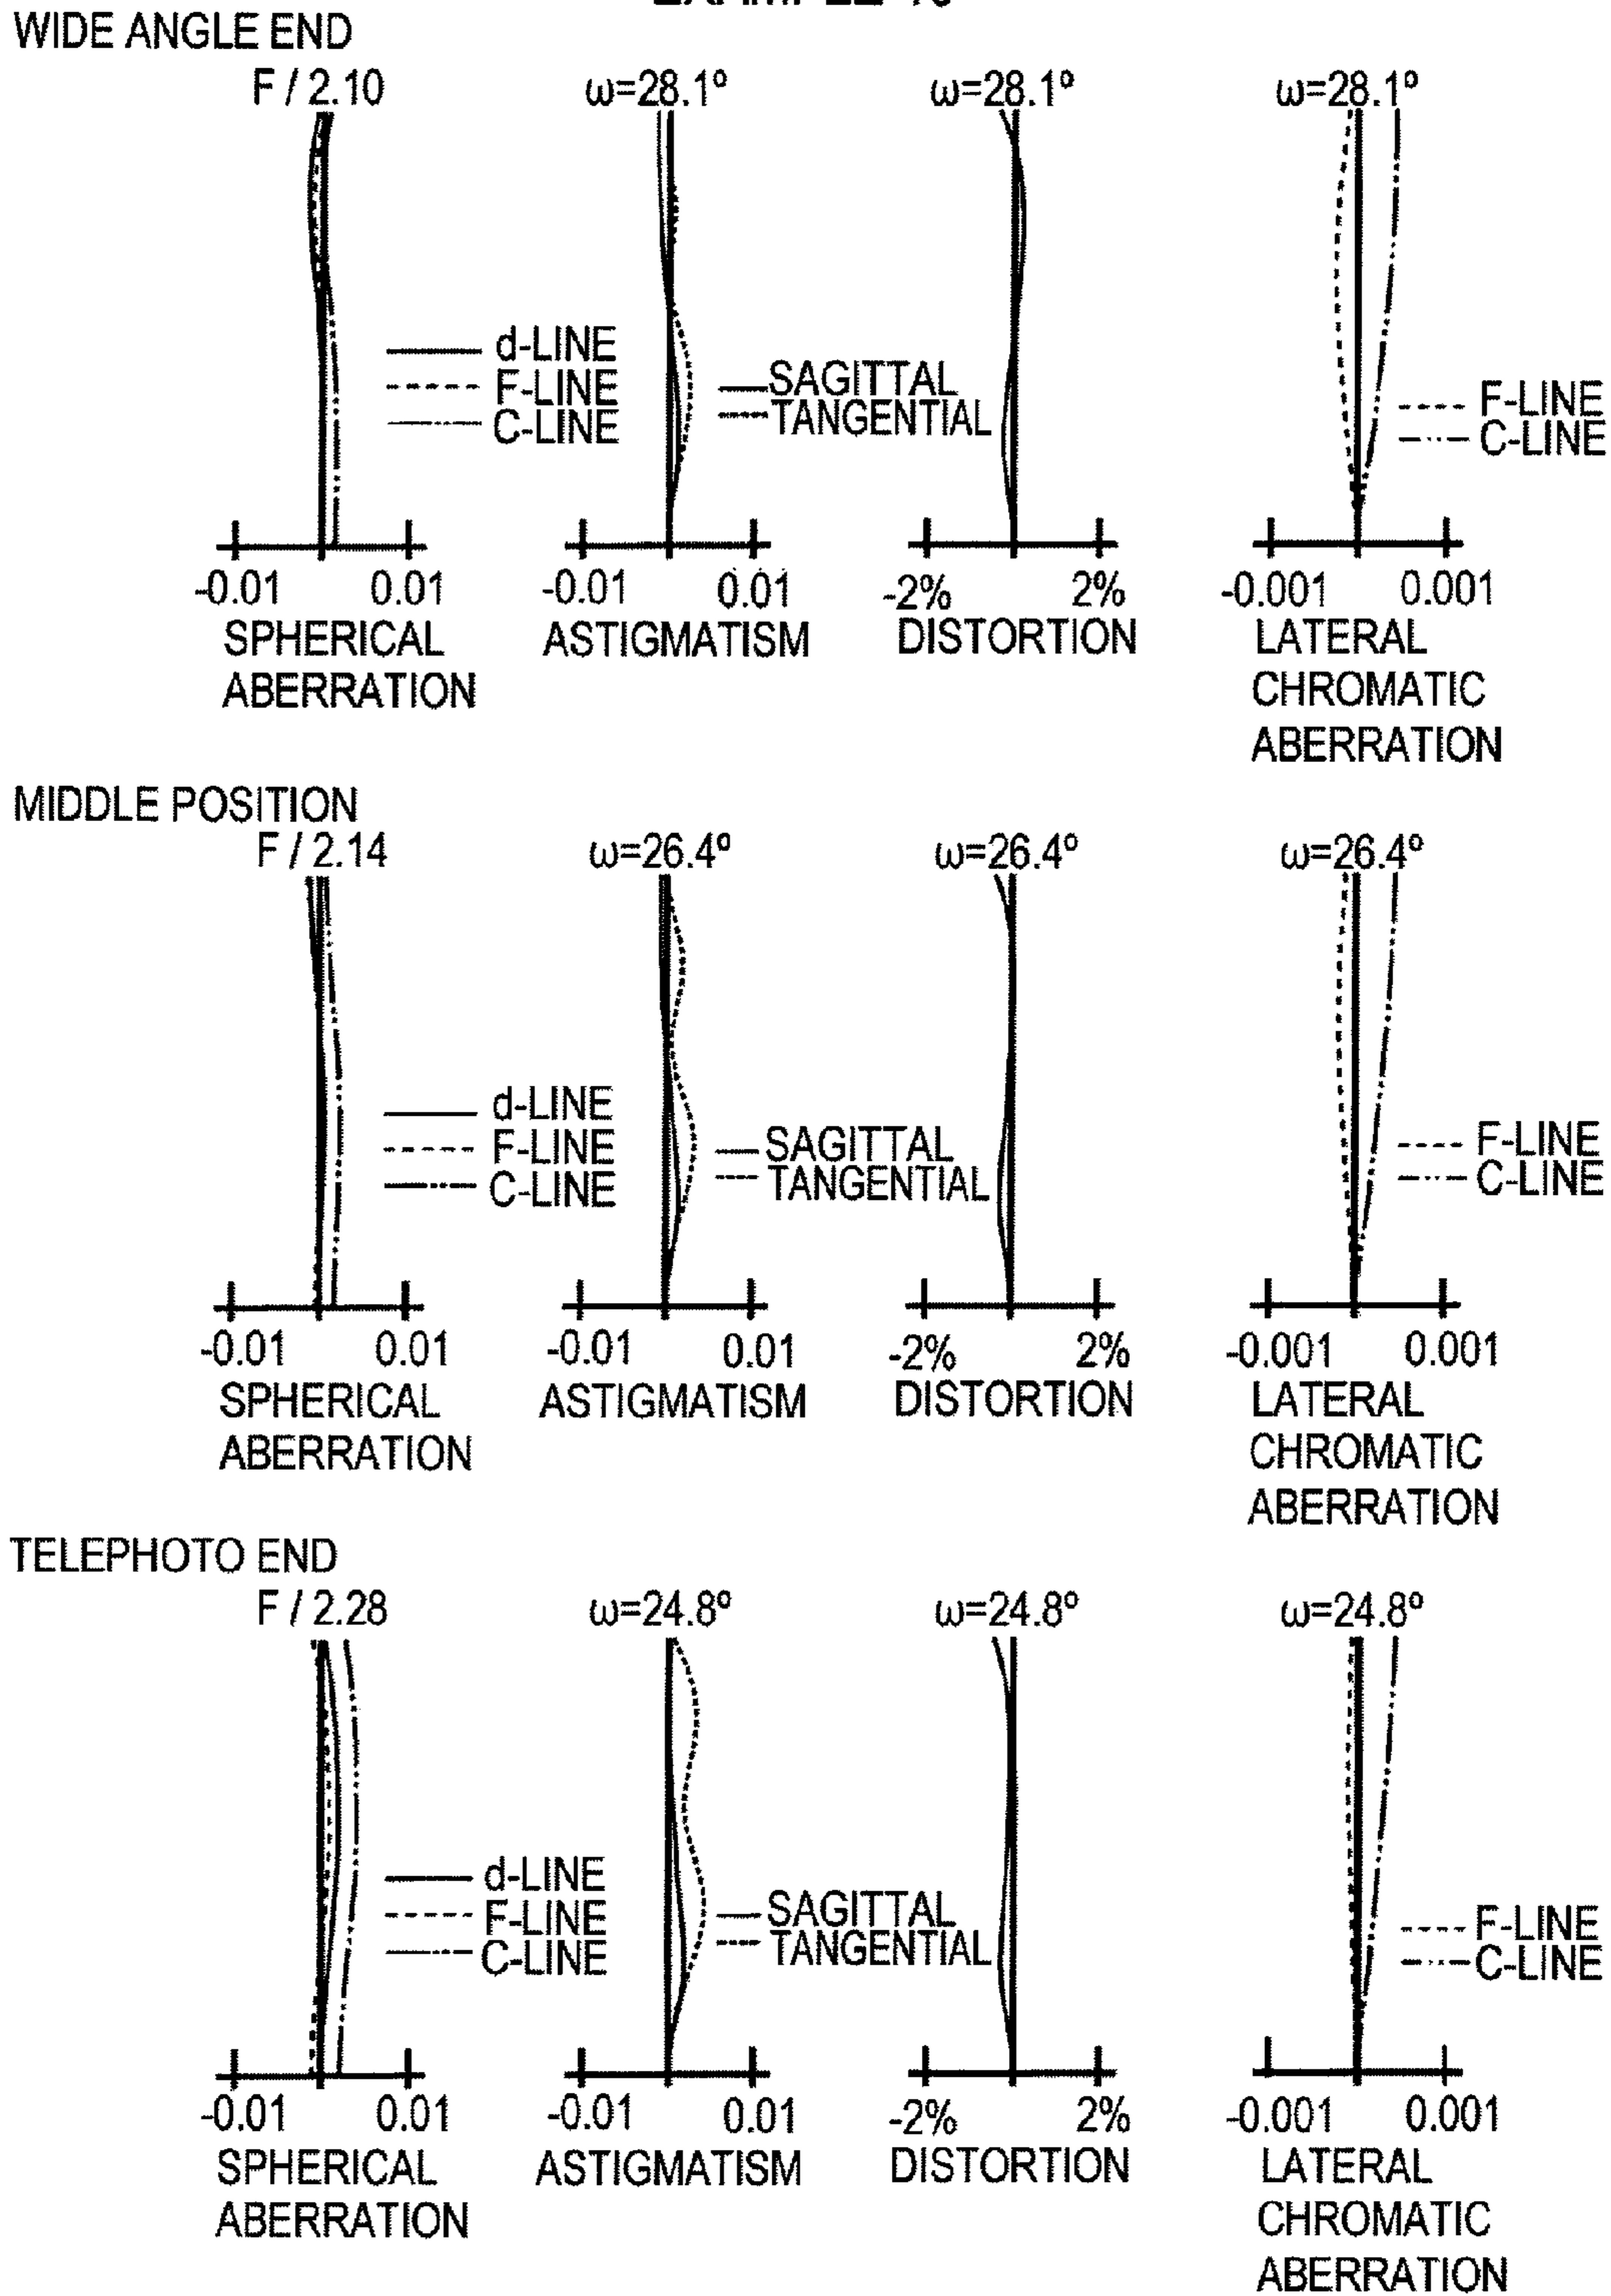 WIDE ANGLE END
F / 2.10 ω=28.1° ω=28.1° ω=28.1°
d-LINE
F-LINE
C-LINE
SAGITTAL
TANGENTIAL
F-LINE
C-LINE
-0.01 0.01 -0.01 0.01 -2% 2% -0.001 0.001
SPHERICAL ABERRATION
ASTIGMATISM
DISTORTION
LATERAL CHROMATIC ABERRATION
MIDDLE POSITION
F / 2.14 ω=26.4° ω=26.4° ω=26.4°
d-LINE
F-LINE
C-LINE
SAGITTAL
TANGENTIAL
F-LINE
C-LINE
-0.01 0.01 -0.01 0.01 -2% 2% -0.001 0.001
SPHERICAL ABERRATION
ASTIGMATISM
DISTORTION
LATERAL CHROMATIC ABERRATION
TELEPHOTO END
F / 2.28 ω=24.8° ω=24.8° ω=24.8°
d-LINE
F-LINE
C-LINE
SAGITTAL
TANGENTIAL
F-LINE
C-LINE
-0.01 0.01 -0.01 0.01 -2% 2% -0.001 0.001
SPHERICAL ABERRATION
ASTIGMATISM
DISTORTION
LATERAL CHROMATIC ABERRATION